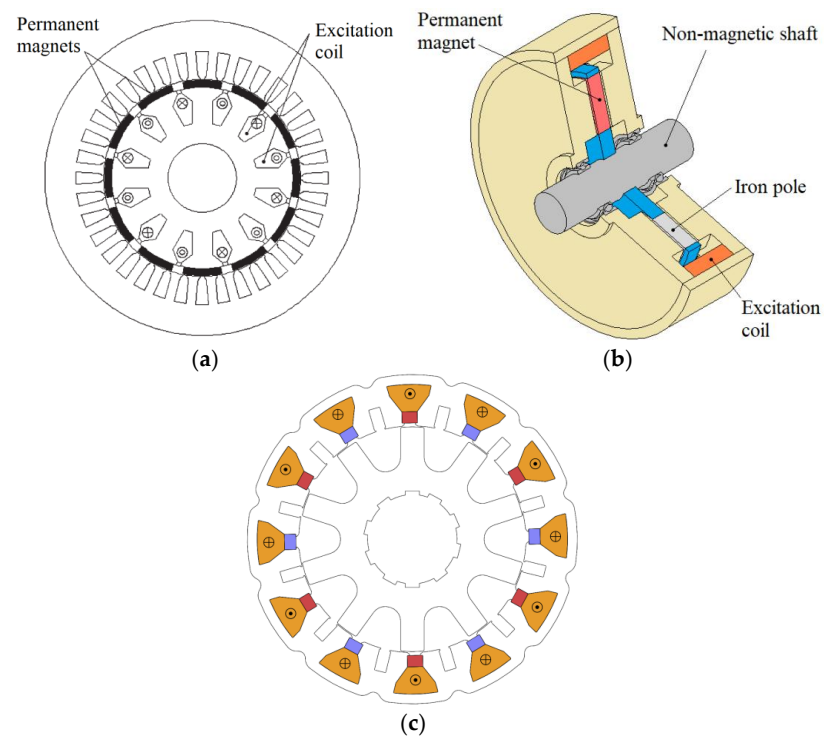 Permanent
magnets
Excitation
coil
(a)
Permanent
magnet
Non-magnetic shaft
Iron pole
Excitation
coil
(b)
(c)